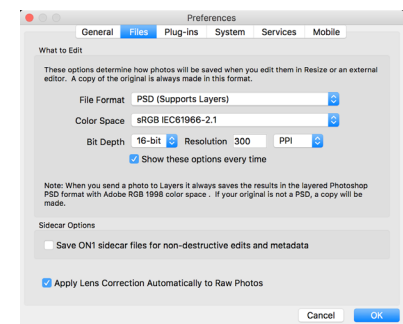 Preferences
General Files Plug-ins System Services Mobile
What to Edit
These options determine how photos will be saved when you edit them in Resize or an external
editor. A copy of the original is always made in this format.
File Format PSD (Supports Layers)
Color Space sRGB IEC61966-2.1
Bit Depth 16-bit Resolution 300 PPI
Show these options every time
Note: When you send a photo to Layers it always saves the results in the layered Photoshop
PSD format with Adobe RGB 1998 color space . If your original is not a PSD, a copy will be
made.
Sidecar Options
Save ON1 sidecar files for non-destructive edits and metadata
Apply Lens Correction Automatically to Raw Photos
Cancel OK